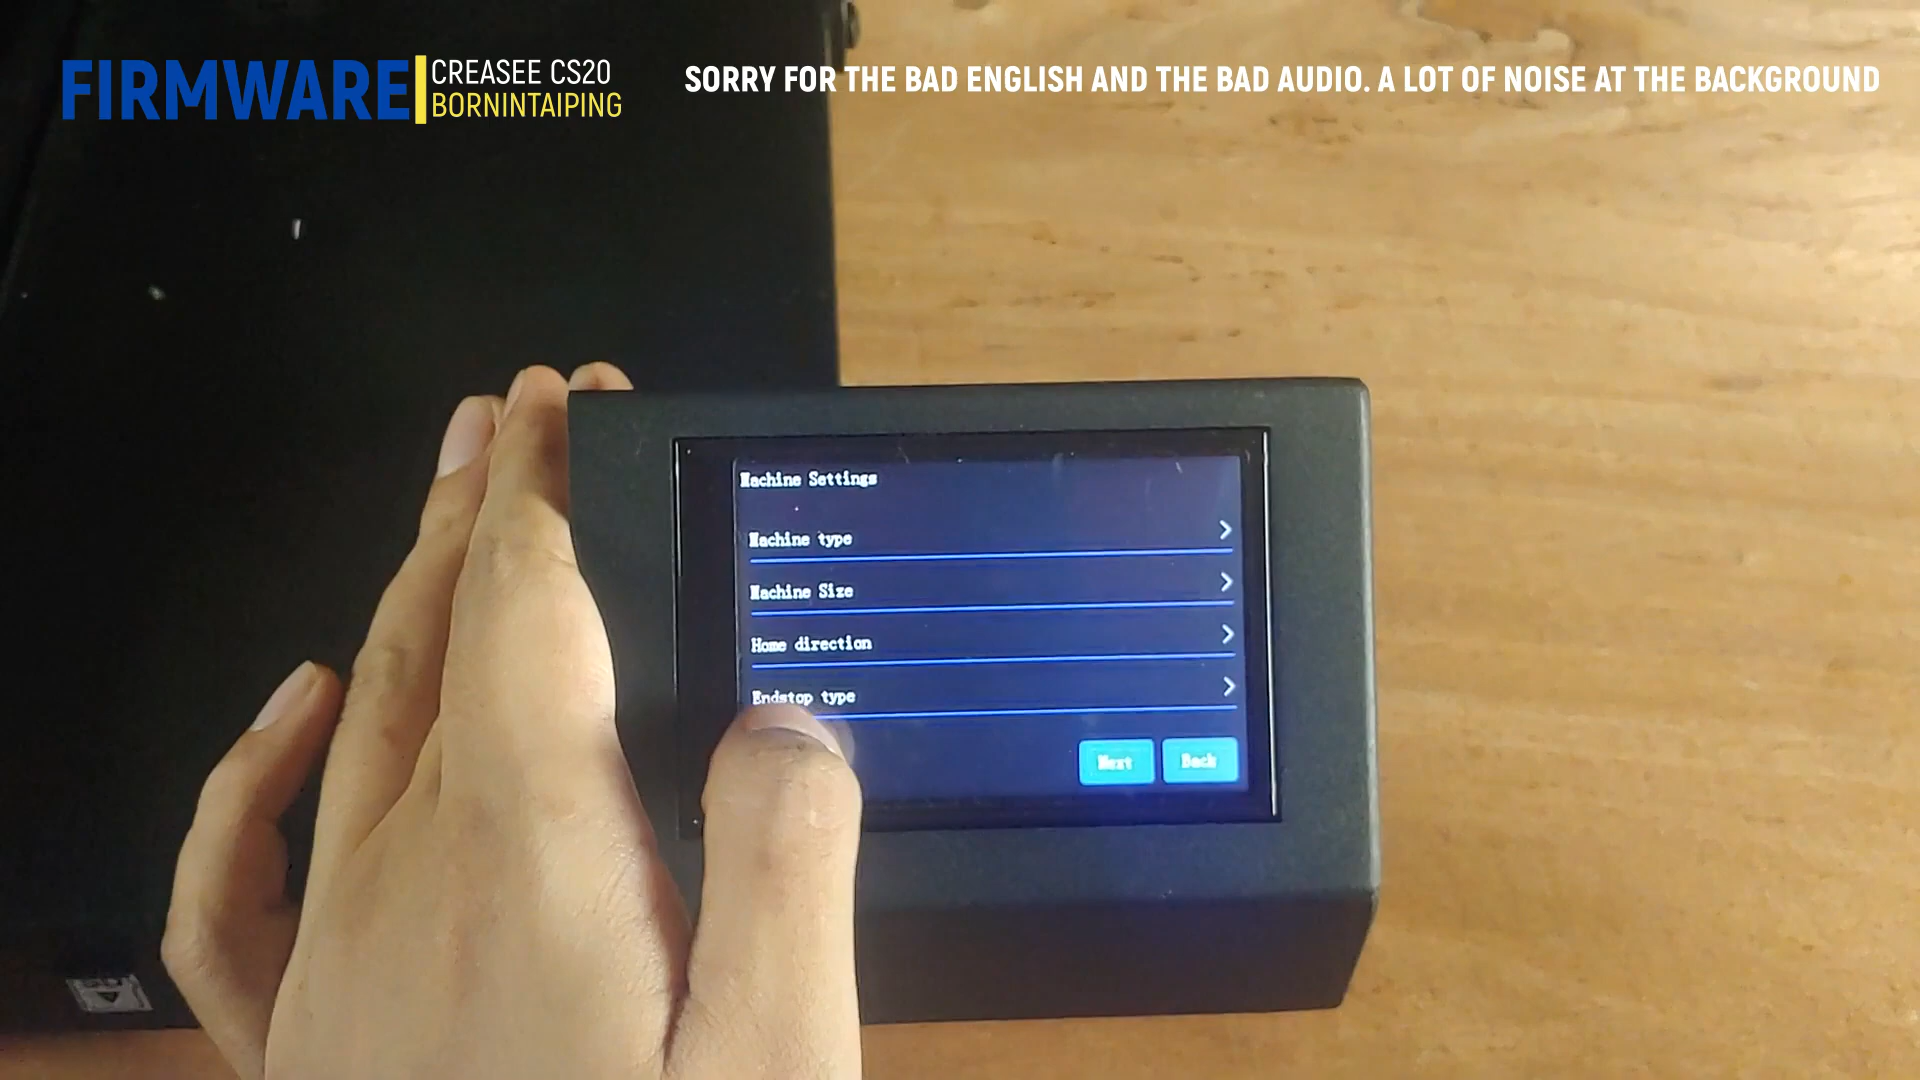 FIRMWARE
CREASEE CS20
BORNINTAIPING
SORRY FOR THE BAD ENGLISH AND THE BAD AUDIO. A LOT OF NOISE AT THE BACKGROUND
Machine Settings
Machine type
Machine Size
Home direction
Endstop type
Next
Back